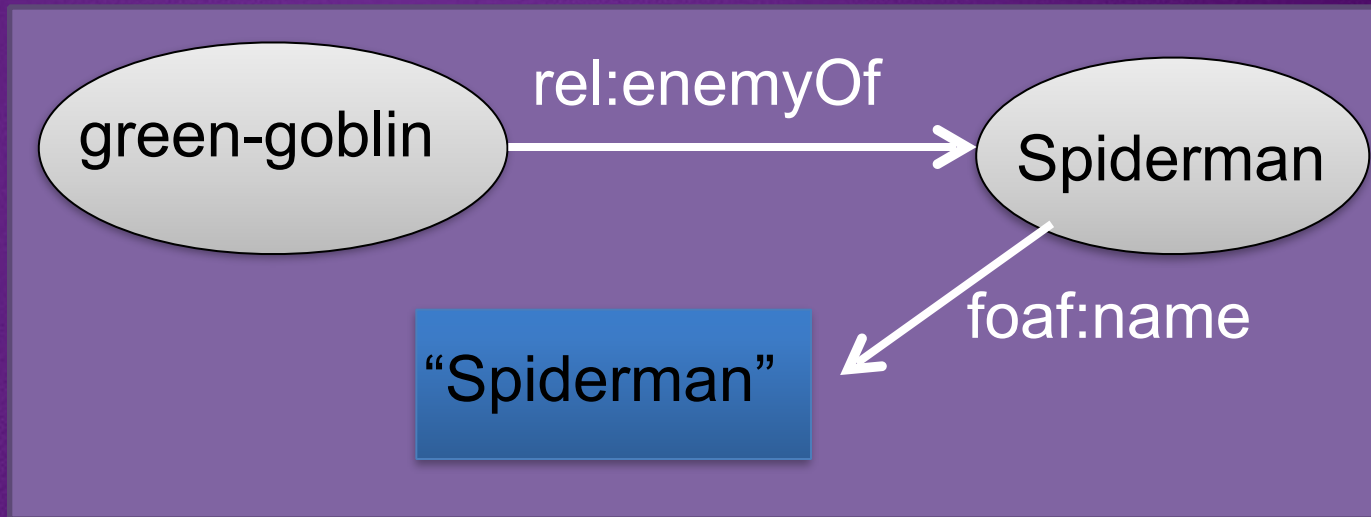 rel:enemyOf
green-goblin
Spiderman
foaf:name
“Spiderman”